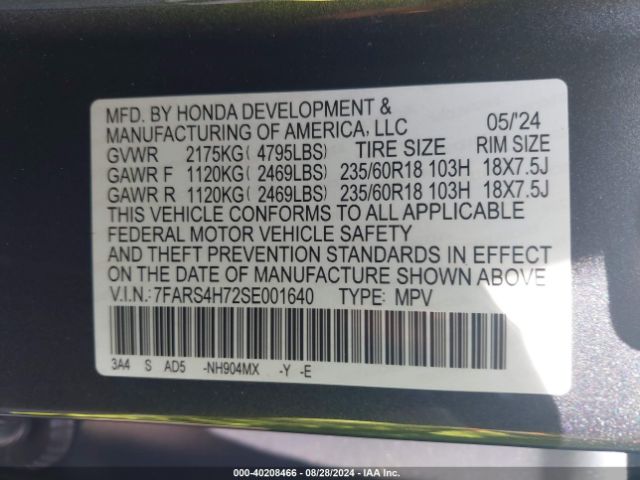 MFD. BY HONDA DEVELOPMENT &
MANUFACTURING OF AMERICA, LLC 05/'24
GVWR 2175KG( 4795LBS) TIRE SIZE RIM SIZE
GAWR F 1120KG( 2469LBS) 235/60R18 103H 18X7.5J
GAWR R 1120KG( 2469LBS) 235/60R18 103H 18X7.5J
THIS VEHICLE CONFORMS TO ALL APPLICABLE
FEDERAL MOTOR VEHICLE SAFETY
AND THEFT PREVENTION STANDARDS IN EFFECT
ON THE DATE OF MANUFACTURE SHOWN ABOVE
V.I.N.:7FARS4H72SE001640 TYPE: MPV
3A4 S AD5 -NH904MX -Y -E
000-40208466 - 08/28/2024 - IAAI.com